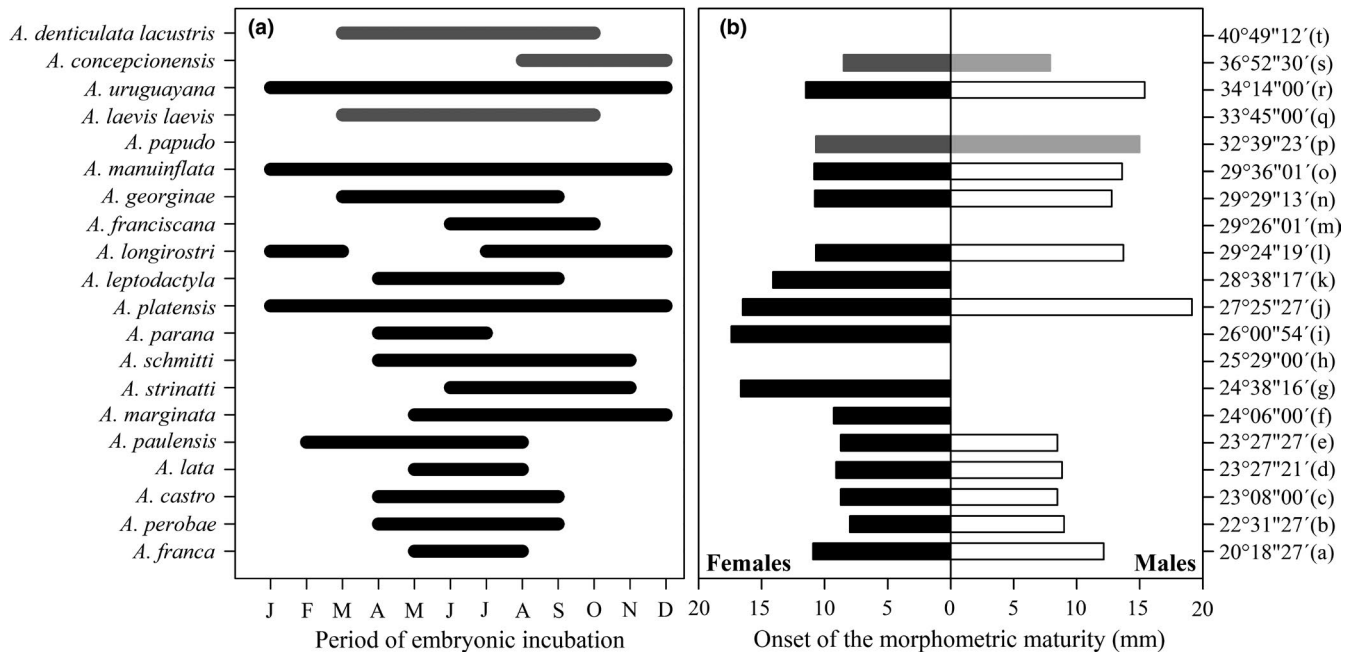 (a)
A. denticulata lacustris
A. concepcionensis
A. uruguayana
A. laevis laevis
A. papudo
A. manuinflata
A. georginae
A. franciscana
A. longirostri
A. leptodactyla
A. platensis
A. parana
A. schmitti
A. strinatti
A. marginata
A. paulensis
A. lata
A. castro
A. perobae
A. franca
J F M A M J J A S O N D
Period of embryonic incubation
(b)
40°49"12´(t)
36°52"30´(s)
34°14"00´(r)
33°45"00´(q)
32°39"23´(p)
29°36"01´(o)
29°29"13´(n)
29°26"01´(m)
29°24"19´(l)
28°38"17´(k)
27°25"27´(j)
26°00"54´(i)
25°29"00´(h)
24°38"16´(g)
24°06"00´(f)
23°27"27´(e)
23°27"21´(d)
23°08"00´(c)
22°31"27´(b)
20°18"27´(a)
Females Males
20 15 10 5 0 5 10 15 20
Onset of the morphometric maturity (mm)